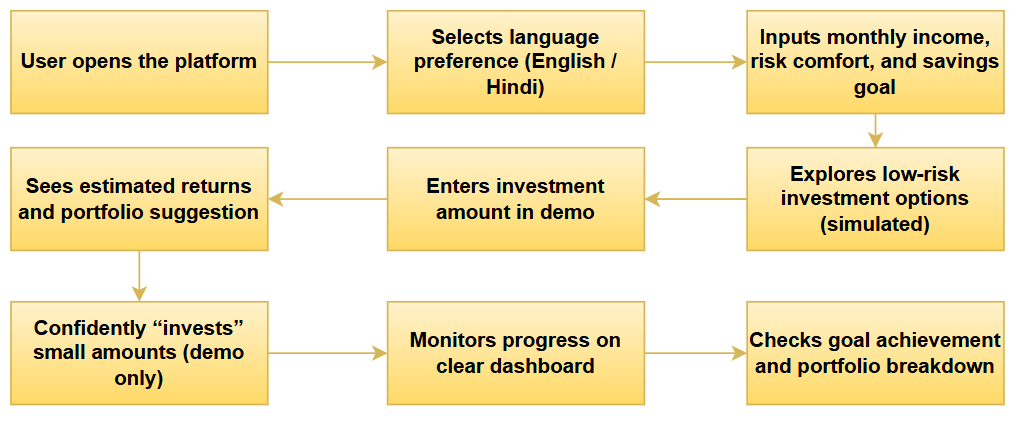 User opens the platform
Selects language
preference (English /
Hindi)
Inputs monthly income,
risk comfort, and savings
goal
Explores low-risk
investment options
(simulated)
Enters investment
amount in demo
Sees estimated returns
and portfolio suggestion
Confidently “invests”
small amounts (demo
only)
Monitors progress on
clear dashboard
Checks goal achievement
and portfolio breakdown